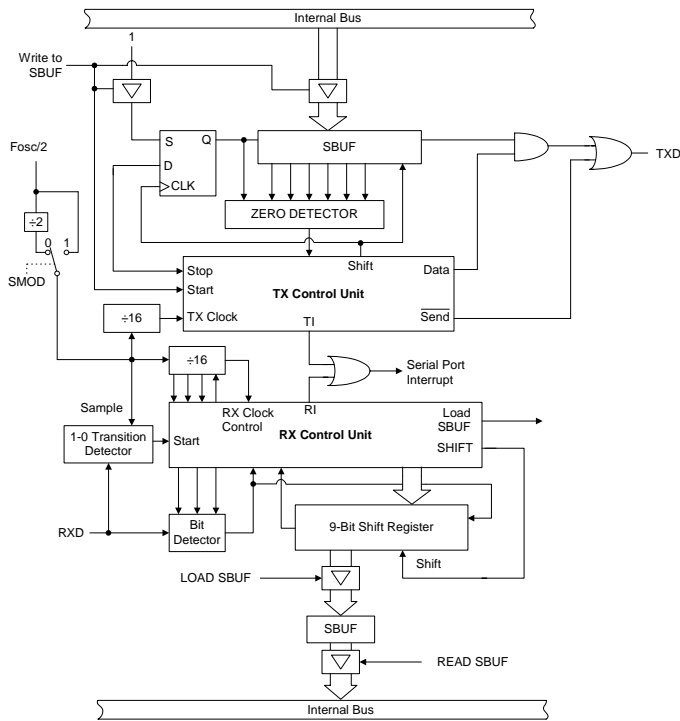 Internal Bus
1
Write to
SBUF
S
Q
SBUF
TXD
Fosc/2
D
CLK
ZERO DETECTOR
÷2
0 1
SMOD
Shift
Stop
Data
Start
TX Control Unit
÷16
TX Clock
Send
TI
÷16
Serial Port
Interrupt
Sample
RX Clock
Control
RI
Load
SBUF
1-0 Transition
Detector
Start
RX Control Unit
SHIFT
RXD
Bit
Detector
9-Bit Shift Register
Shift
LOAD SBUF
SBUF
READ SBUF
Internal Bus